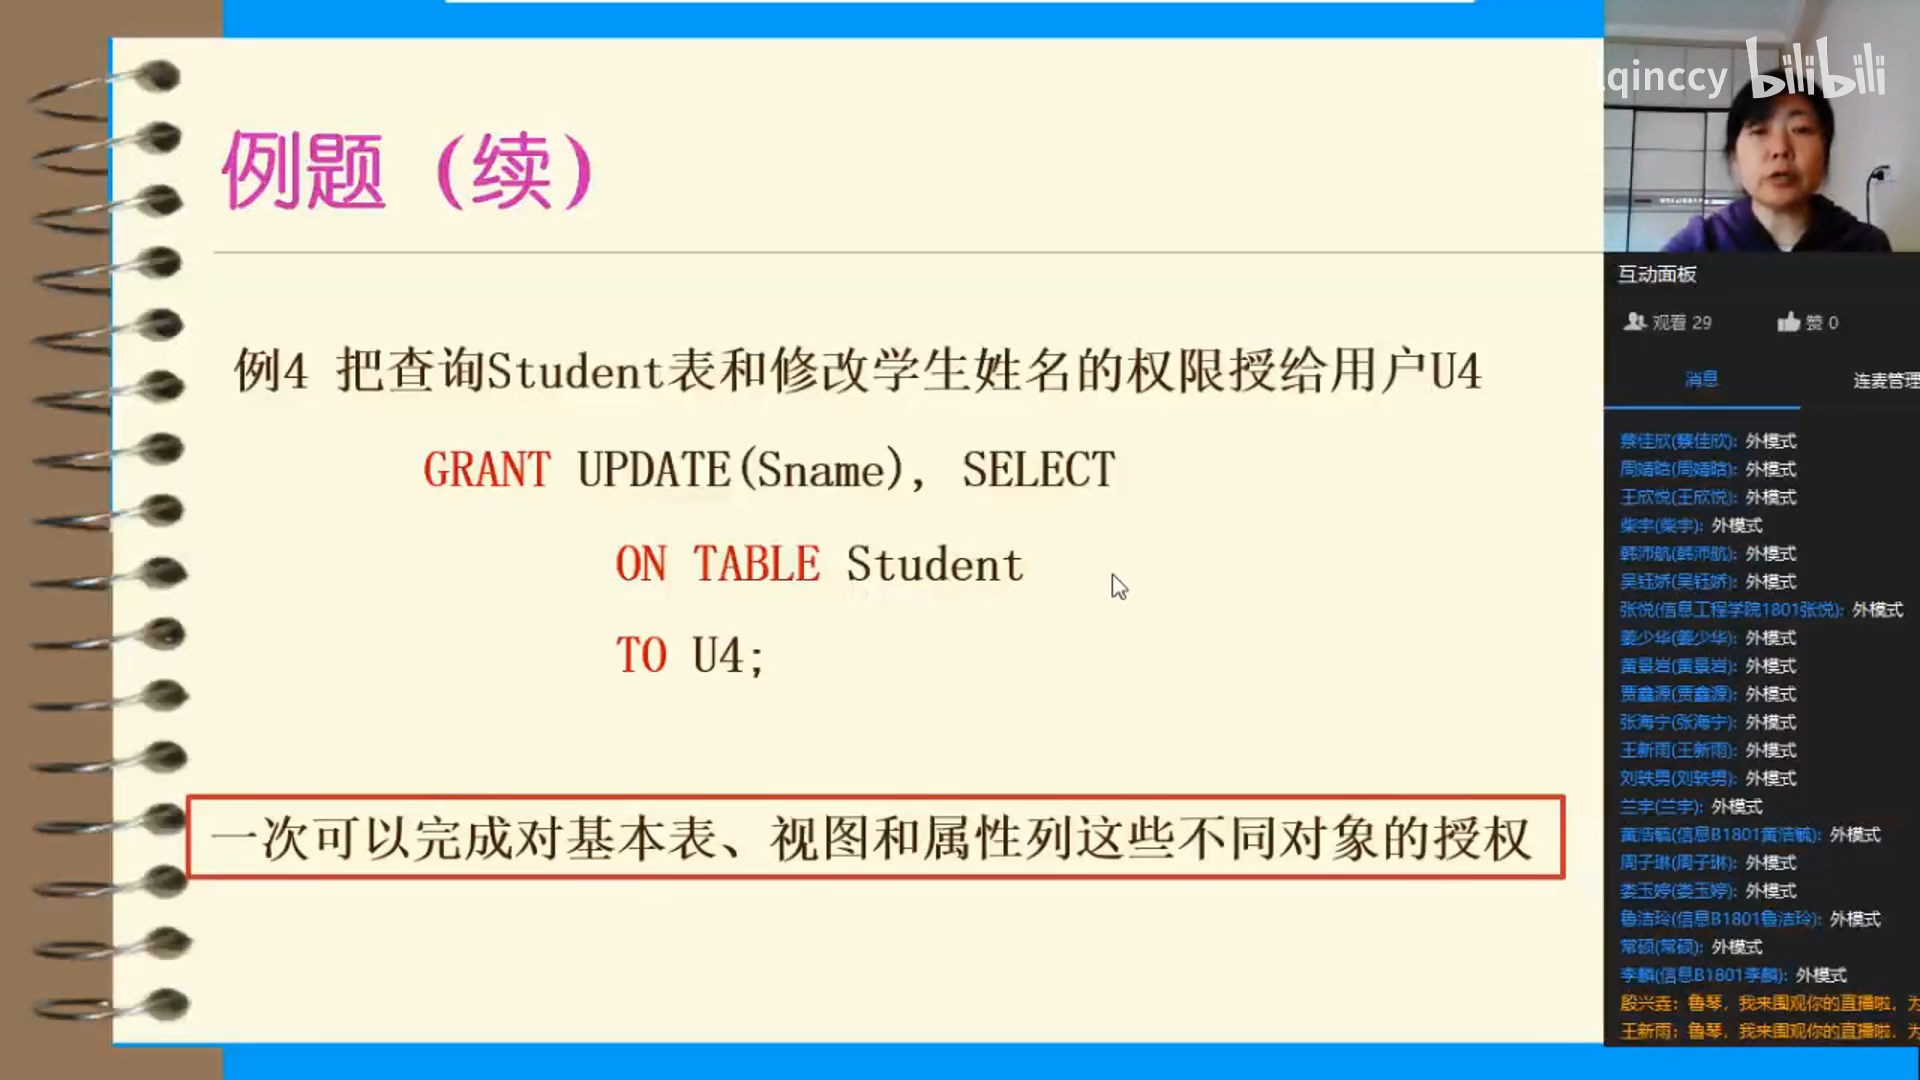 例题（续）
例4 把查询Student表和修改学生姓名的权限授给用户U4
GRANT UPDATE(Sname), SELECT
ON TABLE Student
TO U4;
一次可以完成对基本表、视图和属性列这些不同对象的授权
qinccy bilibili
互动面板
观看 29
赞 0
消息
连麦管理
蔡佳欣(蔡佳欣): 外模式
周婧晗(周婧晗): 外模式
王欣悦(王欣悦): 外模式
柴宇(柴宇): 外模式
韩沛航(韩沛航): 外模式
吴钰娇(吴钰娇): 外模式
张悦(信息工程学院1801张悦): 外模式
姜少华(姜少华): 外模式
黄景岩(黄景岩): 外模式
贾鑫源(贾鑫源): 外模式
张海宁(张海宁): 外模式
王新雨(王新雨): 外模式
刘轶男(刘轶男): 外模式
兰宇(兰宇): 外模式
黄浩毓(信息B1801黄浩毓): 外模式
周子琳(周子琳): 外模式
娄玉婷(娄玉婷): 外模式
鲁洁玲(信息B1801鲁洁玲): 外模式
常硕(常硕): 外模式
李麟(信息B1801李麟): 外模式
殷兴垚: 鲁琴，我来围观你的直播啦，为
王新雨: 鲁琴，我来围观你的直播啦，为